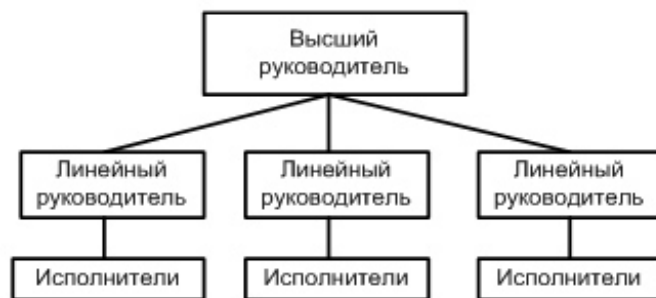 Высший
руководитель
Линейный
руководитель
Линейный
руководитель
Линейный
руководитель
Исполнители
Исполнители
Исполнители